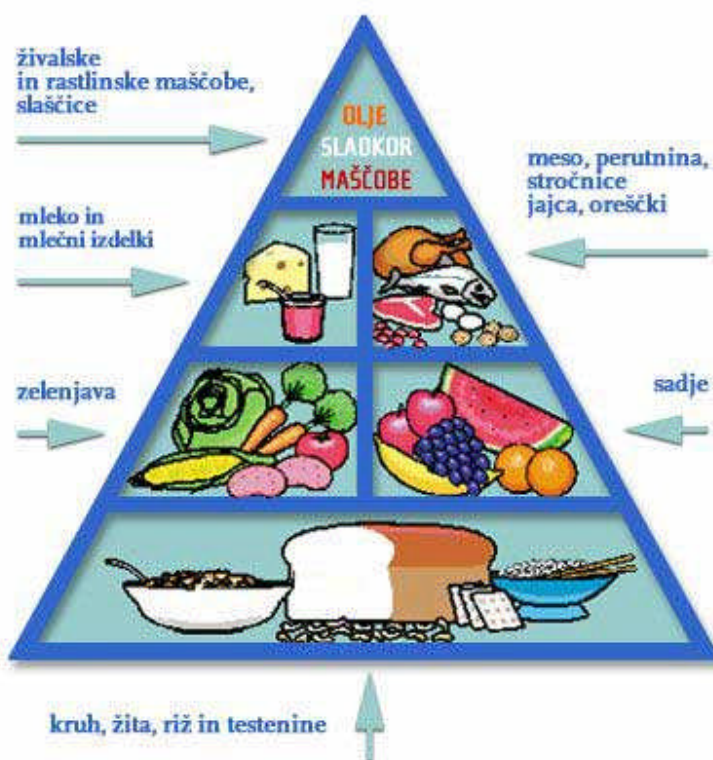 živalske
in rastlinske maščobe,
slaščice
OLJE
SLADKOR
MAŠČOBE
meso, perutnina,
stročnice
jajca, oreščki
mleko in
mlečni izdelki
zelenjava
sadje
kruh, žita, riž in testenine